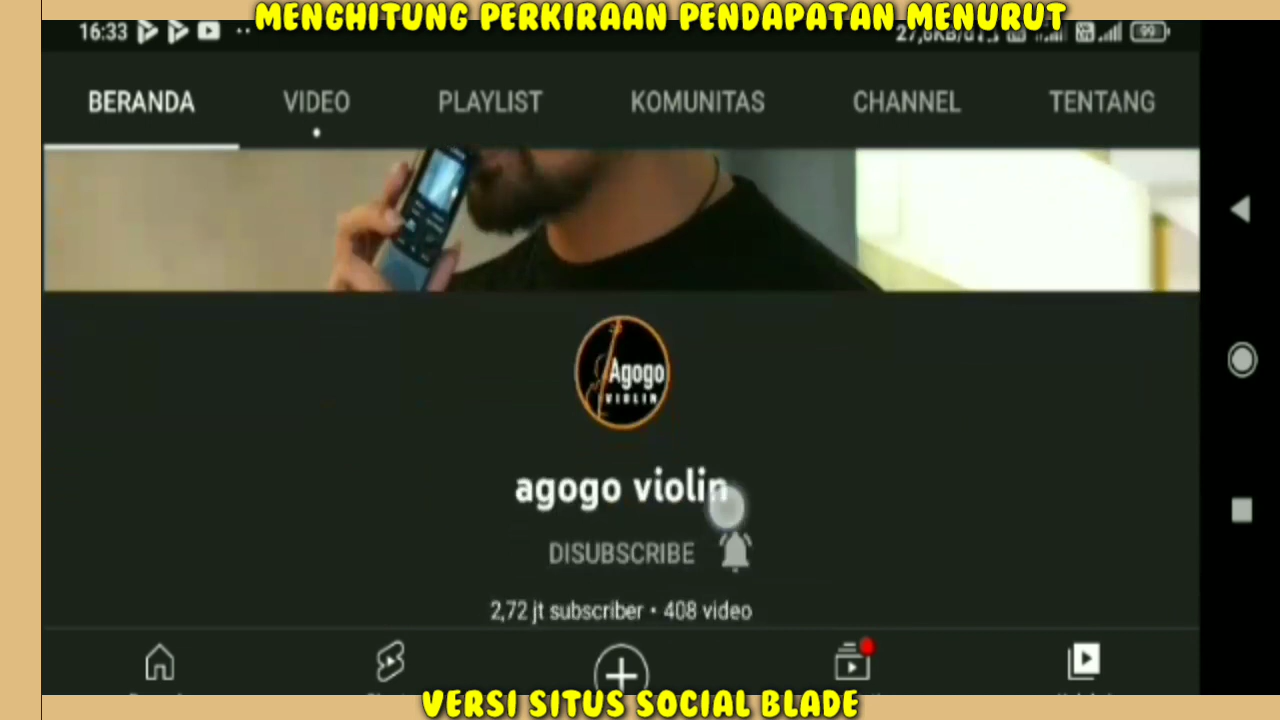 MENGHITUNG PERKIRAAN PENDAPATAN MENURUT
16:33
99
BERANDA VIDEO PLAYLIST KOMUNITAS CHANNEL TENTANG
Agogo
VIOLIN
agogo violin
DISUBSCRIBE
2,72 jt subscriber • 408 video
VERSI SITUS SOCIAL BLADE